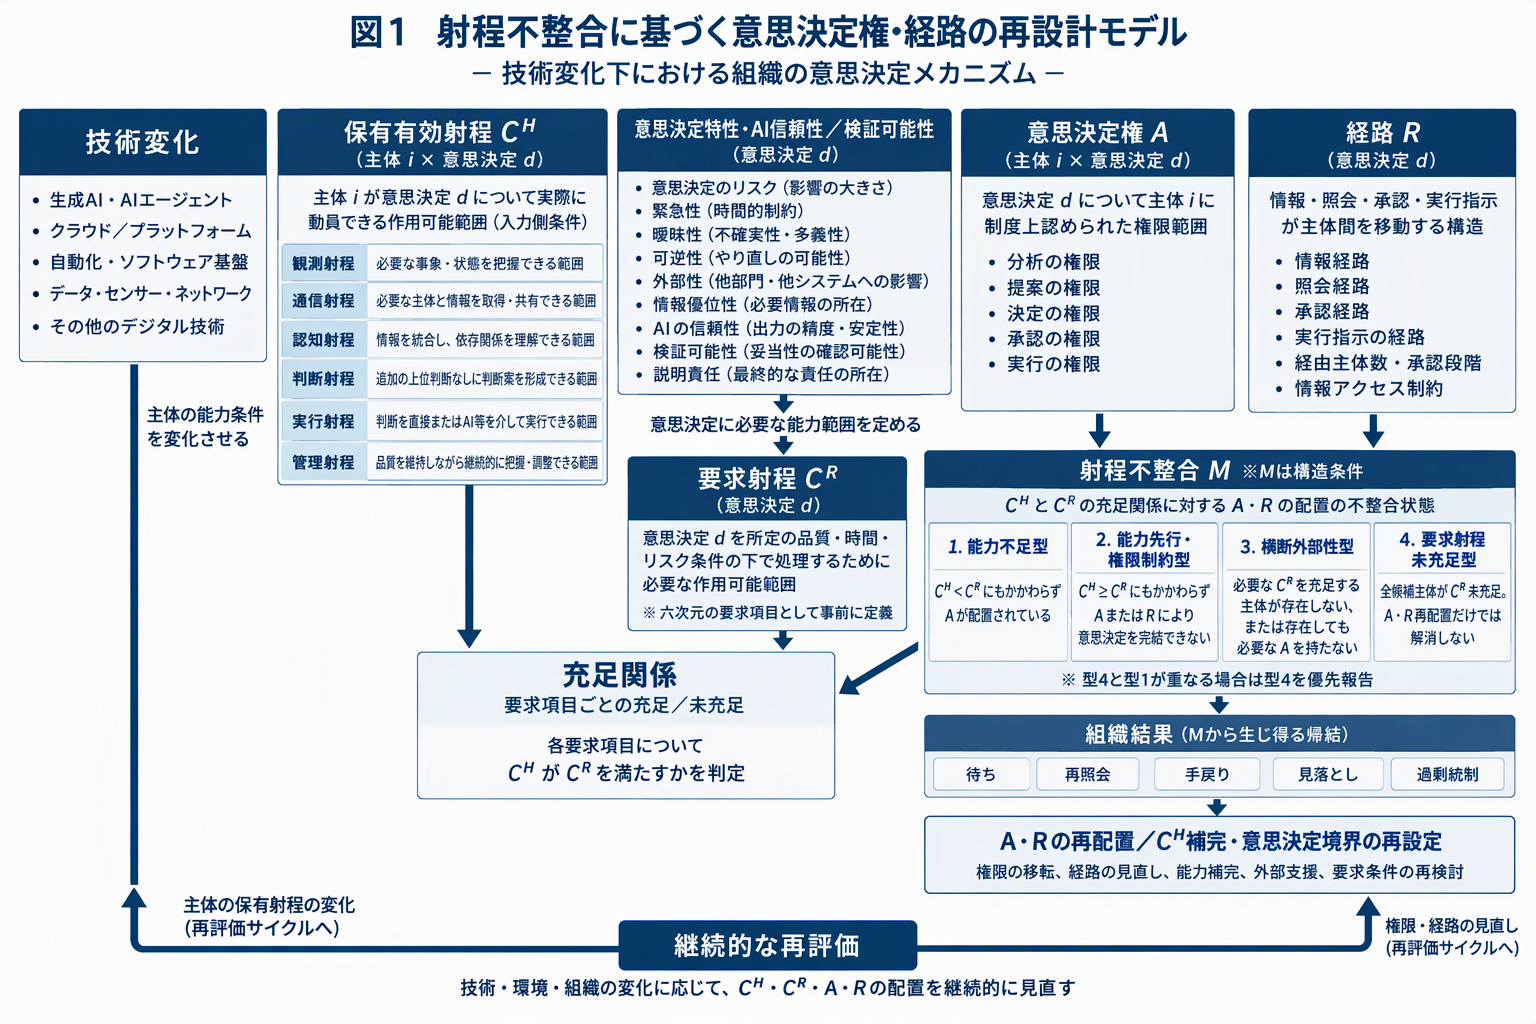 図1　射程不整合に基づく意思決定権・経路の再設計モデル
― 技術変化下における組織の意思決定メカニズム ―
技術変化
• 生成AI・AIエージェント
• クラウド／プラットフォーム
• 自動化・ソフトウェア基盤
• データ・センサー・ネットワーク
• その他のデジタル技術
主体の能力条件
を変化させる
保有有効射程 C^H
（主体 i × 意思決定 d）
主体 i が意思決定 d について実際に
動員できる作用可能範囲（入力側条件）
観測射程　必要な事象・状態を把握できる範囲
通信射程　必要な主体と情報を取得・共有できる範囲
認知射程　情報を統合し、依存関係を理解できる範囲
判断射程　追加の上位判断なしに判断案を形成できる範囲
実行射程　判断を直接またはAI等を介して実行できる範囲
管理射程　品質を維持しながら継続的に把握・調整できる範囲
意思決定特性・AI信頼性／検証可能性
（意思決定 d）
• 意思決定のリスク（影響の大きさ）
• 緊急性（時間的制約）
• 曖昧性（不確実性・多義性）
• 可逆性（やり直しの可能性）
• 外部性（他部門・他システムへの影響）
• 情報優位性（必要情報の所在）
• AIの信頼性（出力の精度・安定性）
• 検証可能性（妥当性の確認可能性）
• 説明責任（最終的な責任の所在）
意思決定に必要な能力範囲を定める
要求射程 C^R
（意思決定 d）
意思決定 d を所定の品質・時間・
リスク条件の下で処理するために
必要な作用可能範囲
※ 六次元の要求項目として事前に定義
意思決定権 A
（主体 i × 意思決定 d）
意思決定 d について主体 i に
制度上認められた権限範囲
• 分析の権限
• 提案の権限
• 決定の権限
• 承認の権限
• 実行の権限
経路 R
（意思決定 d）
情報・照会・承認・実行指示
が主体間を移動する構造
• 情報経路
• 照会経路
• 承認経路
• 実行指示の経路
• 経由主体数・承認段階
• 情報アクセス制約
射程不整合 M ※Mは構造条件
C^H と C^R の充足関係に対する A・R の配置の不整合状態
1. 能力不足型
C^H < C^R にもかかわらず
A が配置されている
2. 能力先行・
権限制約型
C^H ≥ C^R にもかかわらず
A または R により
意思決定を完結できない
3. 横断外部性型
必要な C^R を充足する
主体が存在しない、
または存在しても
必要な A を持たない
4. 要求射程
未充足型
全候補主体が C^R 未充足。
A・R 再配置だけでは
解消しない
※ 型4と型1が重なる場合は型4を優先報告
充足関係
要求項目ごとの充足／未充足
各要求項目について
C^H が C^R を満たすかを判定
組織結果（Mから生じ得る帰結）
待ち　再照会　手戻り　見落とし　過剰統制
A・Rの再配置／C^H補完・意思決定境界の再設定
権限の移転、経路の見直し、能力補完、外部支援、要求条件の再検討
主体の保有射程の変化
(再評価サイクルへ)
継続的な再評価
権限・経路の見直し
(再評価サイクルへ)
技術・環境・組織の変化に応じて、C^H・C^R・A・Rの配置を継続的に見直す